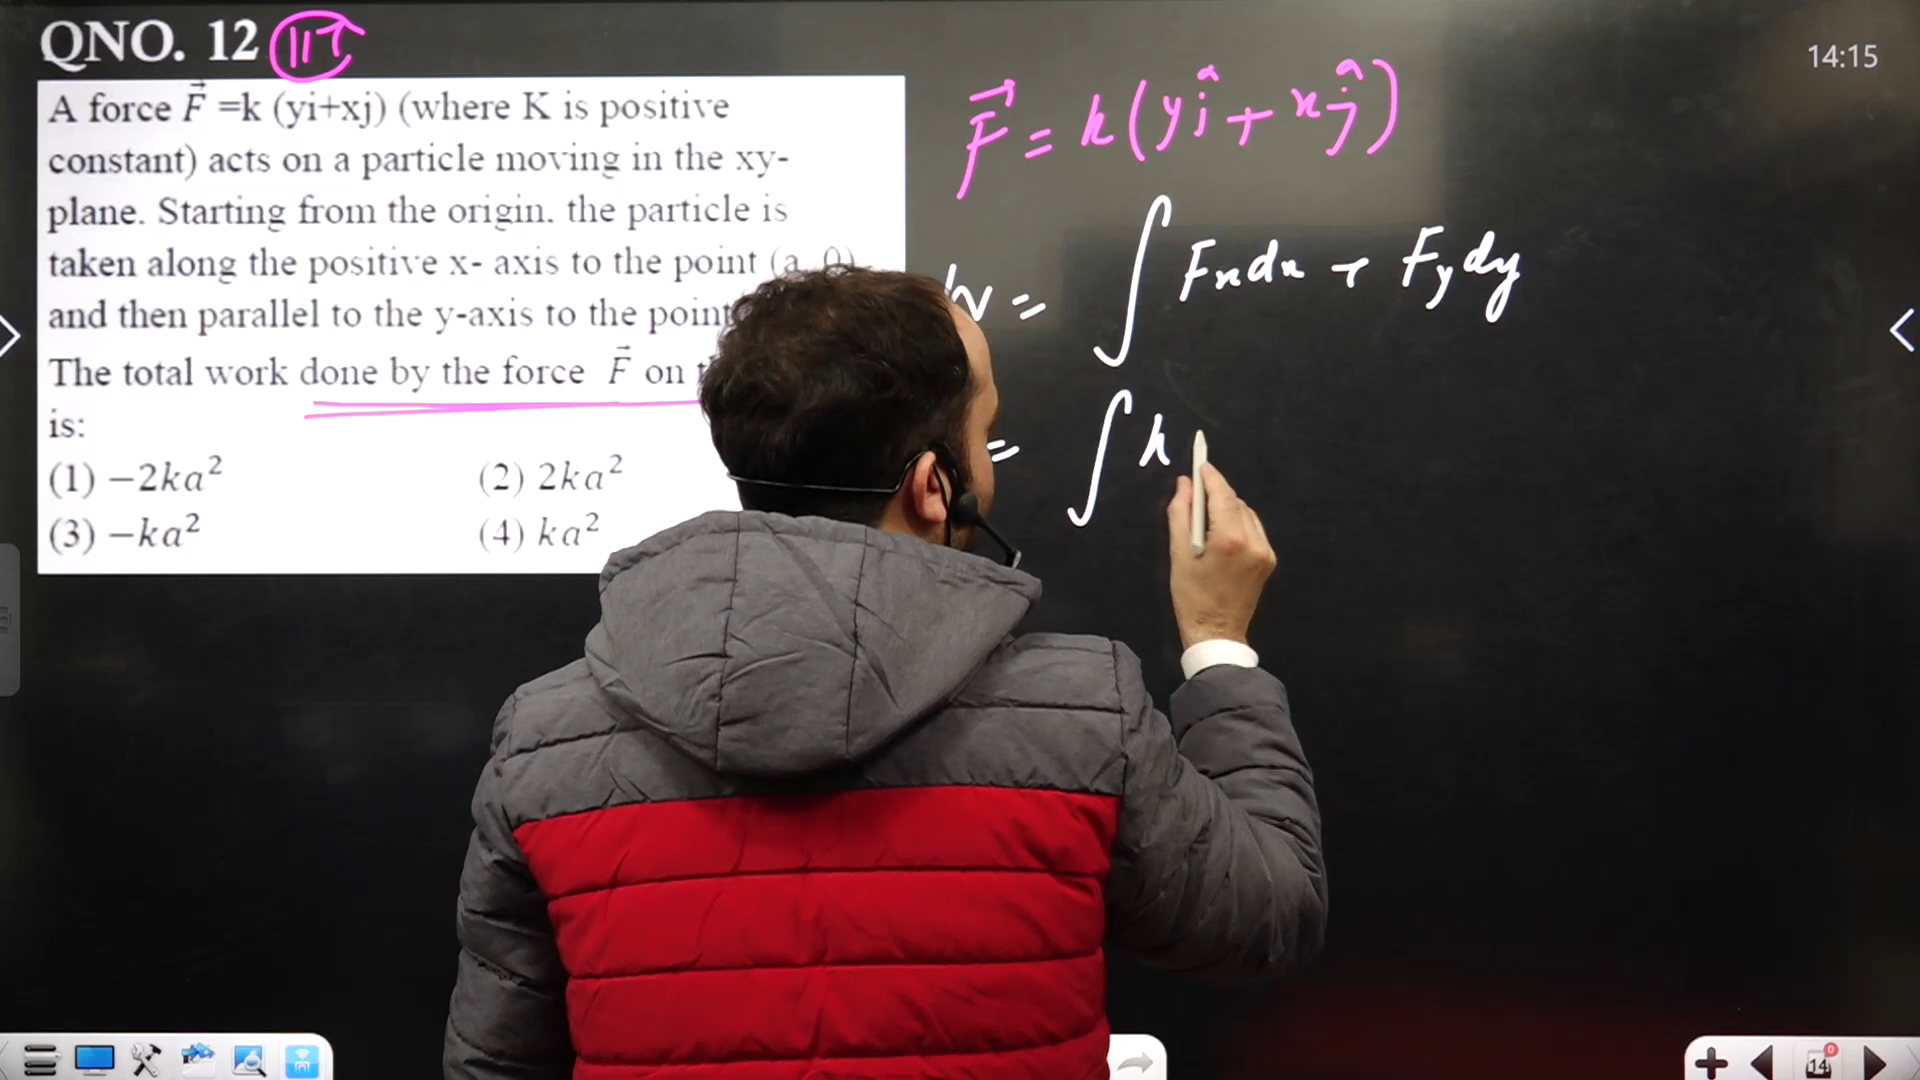 QNO. 12 IIT
14:15
A force F⃗ =k (yi+xj) (where K is positive
constant) acts on a particle moving in the xy-
plane. Starting from the origin. the particle is
taken along the positive x- axis to the point (a, 0)
and then parallel to the y-axis to the point
The total work done by the force F⃗ on
is:
(1) −2ka² (2) 2ka²
(3) −ka² (4) ka²
F⃗ = k(yî + xĵ)
W = ∫ Fxdx + Fydy
= ∫ k
14
0